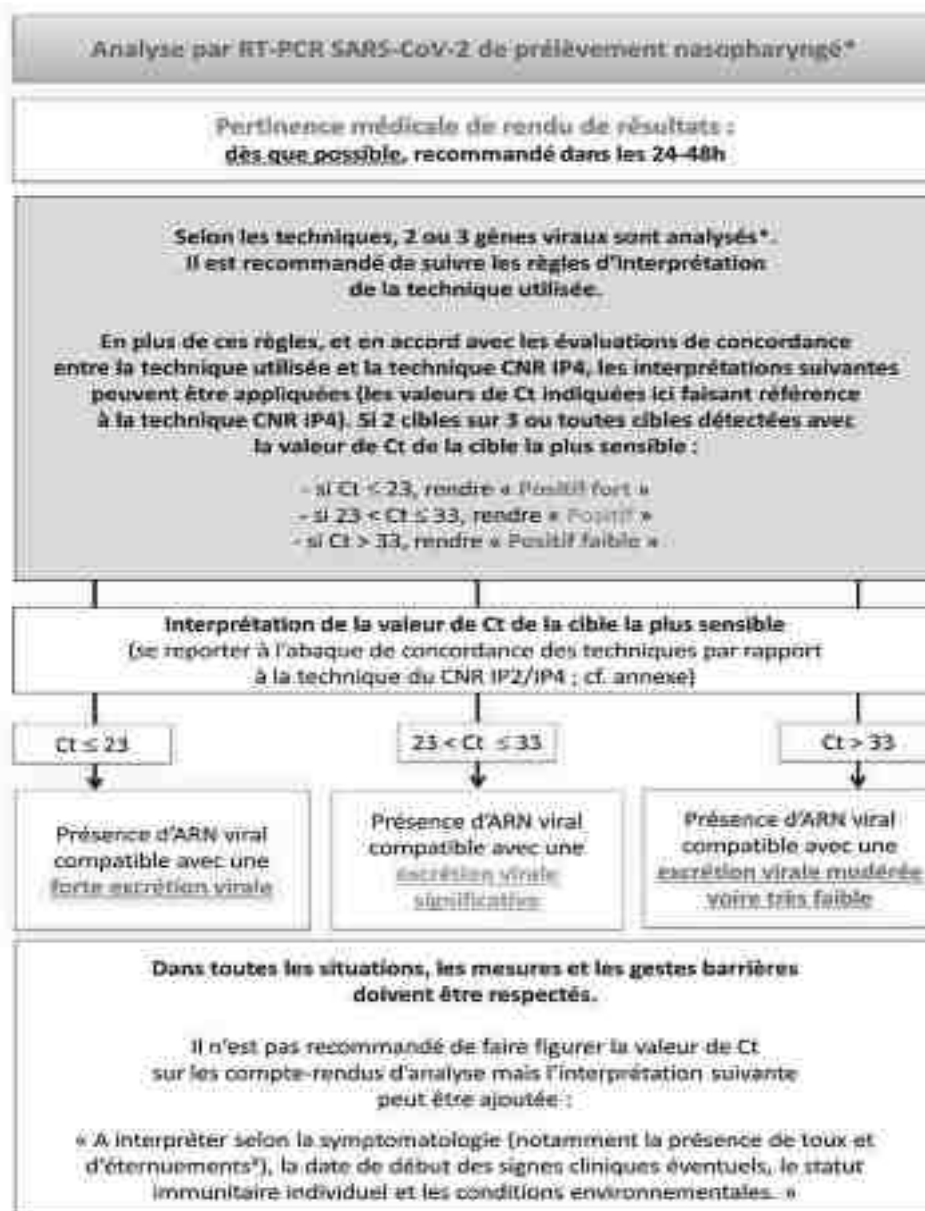 Analyse par RT-PCR SARS-CoV-2 de prélèvement nasopharyngé*
Pertinence médicale de rendu de résultats :
dès que possible, recommandé dans les 24-48h
Selon les techniques, 2 ou 3 gènes viraux sont analysés*.
Il est recommandé de suivre les règles d'interprétation
de la technique utilisée.
En plus de ces règles, et en accord avec les évaluations de concordance
entre la technique utilisée et la technique CNR IP4, les interprétations suivantes
peuvent être appliquées (les valeurs de Ct indiquées ici faisant référence
à la technique CNR IP4). Si 2 cibles sur 3 ou toutes cibles détectées avec
la valeur de Ct de la cible la plus sensible :
- si Ct ≤ 23, rendre « Positif fort »
- si 23 < Ct ≤ 33, rendre « Positif »
- si Ct > 33, rendre « Positif faible »
Interprétation de la valeur de Ct de la cible la plus sensible
(se reporter à l'abaque de concordance des techniques par rapport
à la technique du CNR IP2/IP4 ; cf. annexe)
Ct ≤ 23
23 < Ct ≤ 33
Ct > 33
Présence d'ARN viral
compatible avec une
forte excrétion virale
Présence d'ARN viral
compatible avec une
excrétion virale
significative
Présence d'ARN viral
compatible avec une
excrétion virale modérée
voire très faible
Dans toutes les situations, les mesures et les gestes barrières
doivent être respectés.
Il n'est pas recommandé de faire figurer la valeur de Ct
sur les compte-rendus d'analyse mais l'interprétation suivante
peut être ajoutée :
« A interpréter selon la symptomatologie (notamment la présence de toux et
d'éternuements*), la date de début des signes cliniques éventuels, le statut
immunitaire individuel et les conditions environnementales. »